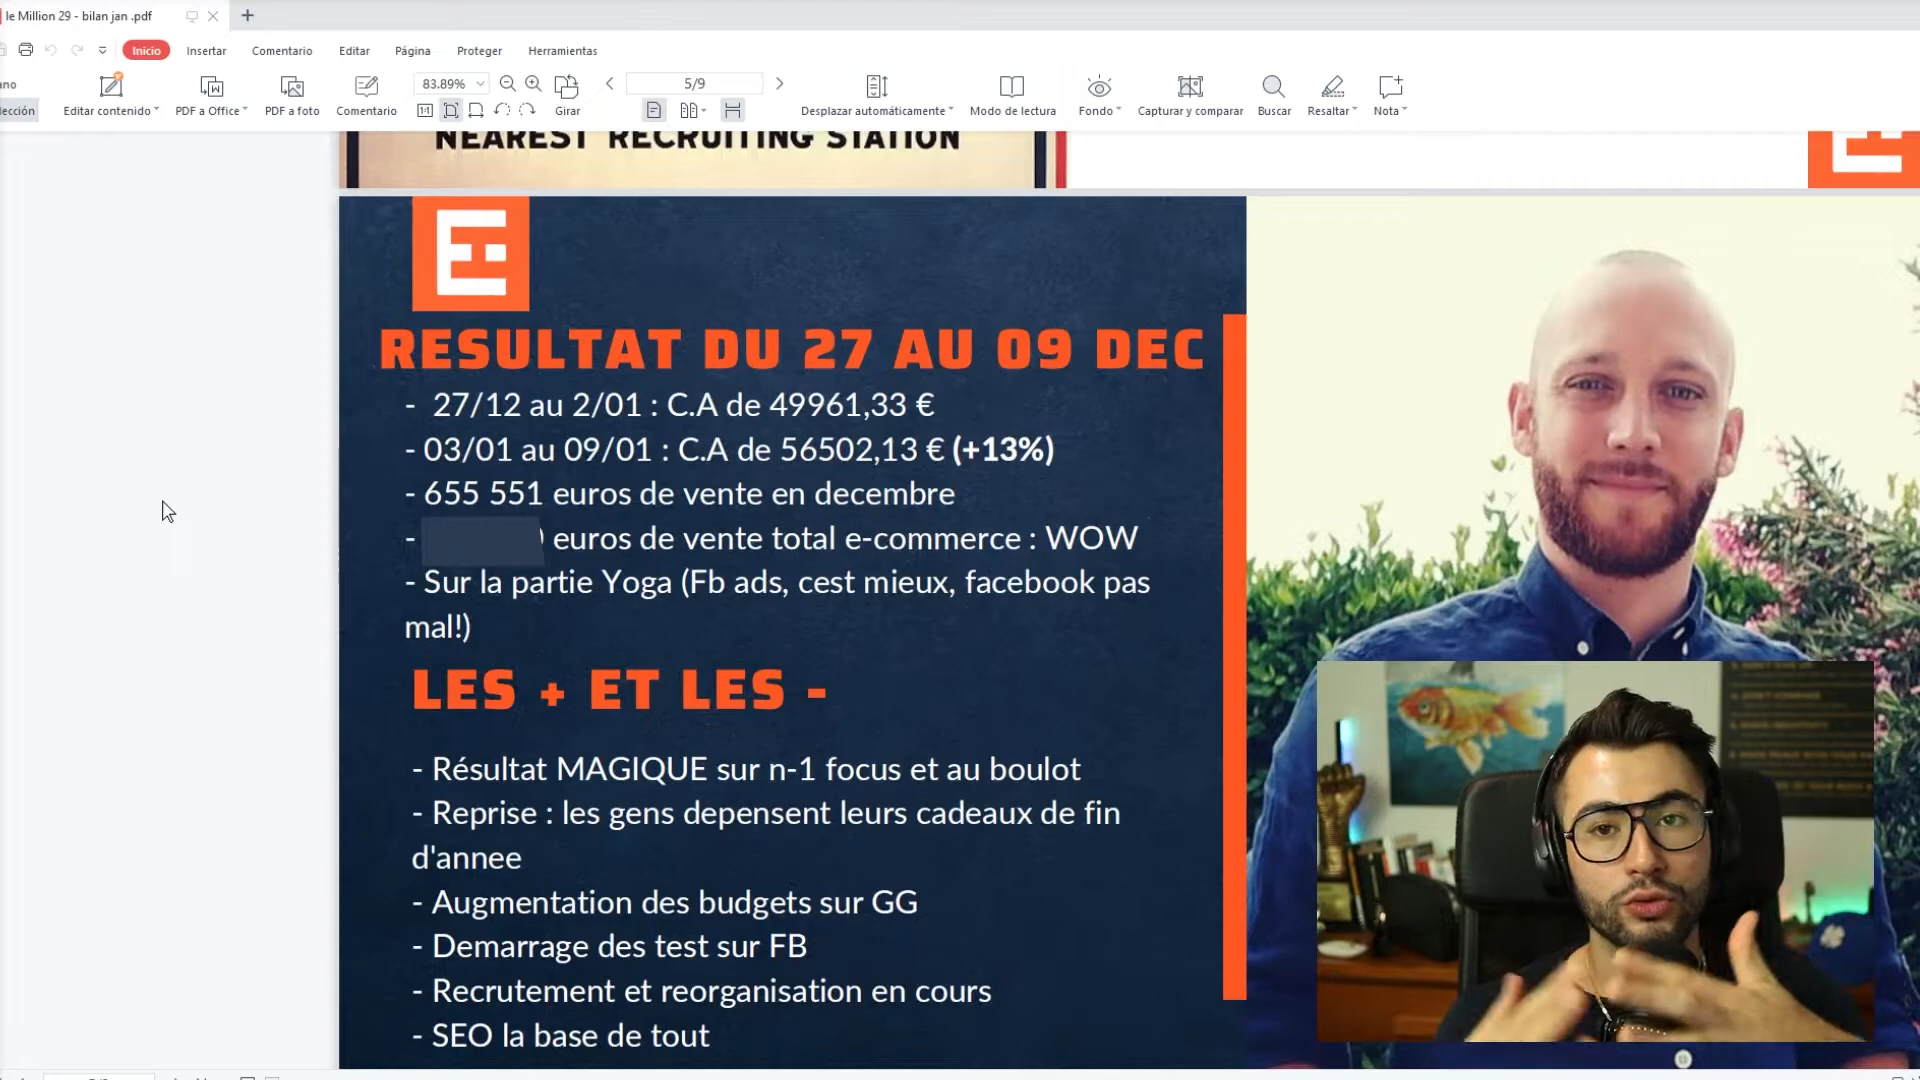 le Million 29 - bilan jan .pdf
Inicio Insertar Comentario Editar Página Proteger Herramientas
ano 83.89% 5/9
lección Editar contenido PDF a Office PDF a foto Comentario 1:1 Girar Desplazar automáticamente Modo de lectura Fondo Capturar y comparar Buscar Resaltar Nota
NEAREST RECRUITING STATION
RESULTAT DU 27 AU 09 DEC
- 27/12 au 2/01 : C.A de 49961,33 €
- 03/01 au 09/01 : C.A de 56502,13 € (+13%)
- 655 551 euros de vente en decembre
- euros de vente total e-commerce : WOW
- Sur la partie Yoga (Fb ads, cest mieux, facebook pas
mal!)
LES + ET LES -
- Résultat MAGIQUE sur n-1 focus et au boulot
- Reprise : les gens depensent leurs cadeaux de fin
d'annee
- Augmentation des budgets sur GG
- Demarrage des test sur FB
- Recrutement et reorganisation en cours
- SEO la base de tout